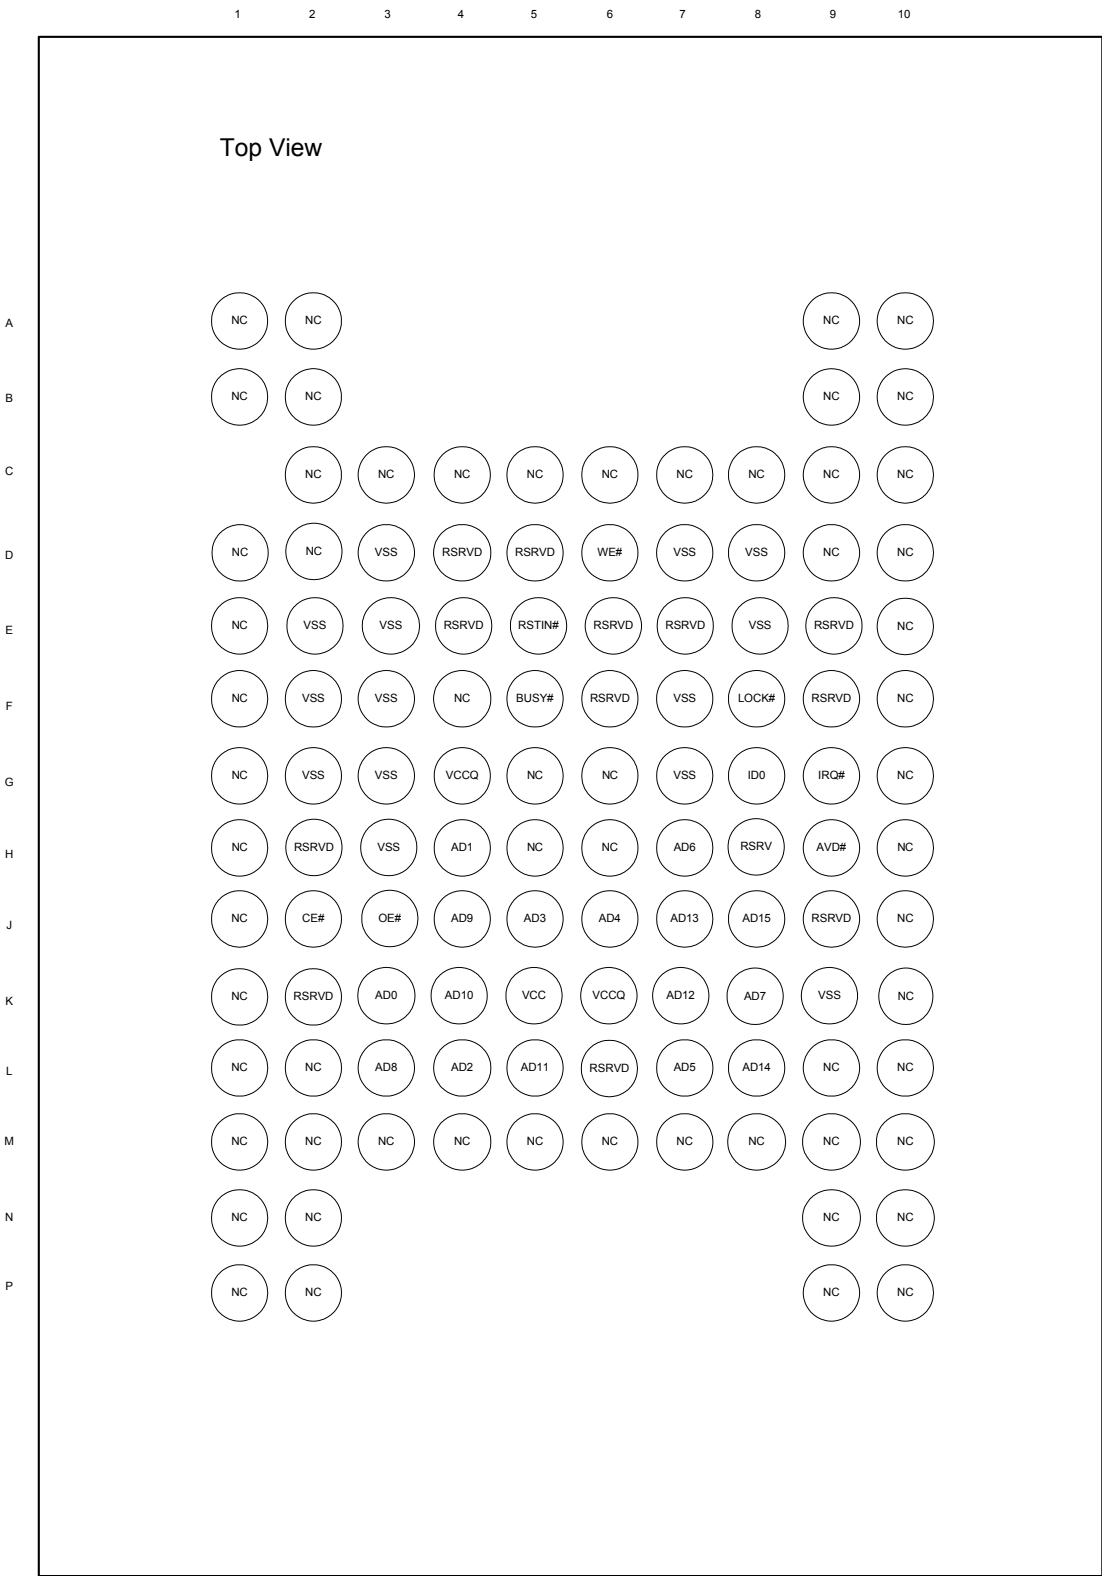 1 2 3 4 5 6 7 8 9 10
Top View
A NC NC NC NC
B NC NC NC NC
C NC NC NC NC NC NC NC NC NC
D NC NC VSS RSRVD RSRVD WE# VSS VSS NC NC
E NC VSS VSS RSRVD RSTIN# RSRVD RSRVD VSS RSRVD NC
F NC VSS VSS NC BUSY# RSRVD VSS LOCK# RSRVD NC
G NC VSS VSS VCCQ NC NC VSS ID0 IRQ# NC
H NC RSRVD VSS AD1 NC NC AD6 RSRV AVD# NC
J NC CE# OE# AD9 AD3 AD4 AD13 AD15 RSRVD NC
K NC RSRVD AD0 AD10 VCC VCCQ AD12 AD7 VSS NC
L NC NC AD8 AD2 AD11 RSRVD AD5 AD14 NC NC
M NC NC NC NC NC NC NC NC NC NC
N NC NC NC NC
P NC NC NC NC